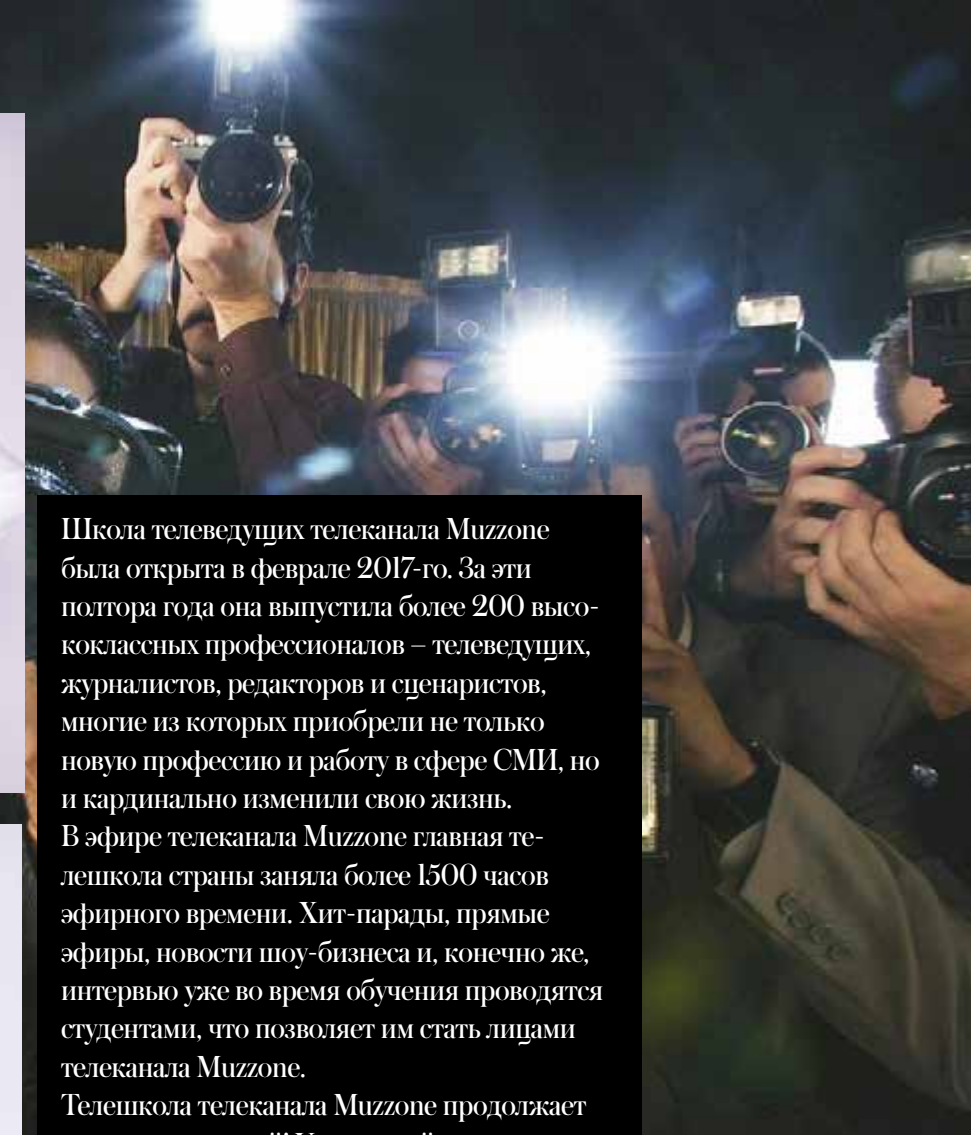 Школа телеведущих телеканала Muzzone
была открыта в феврале 2017-го. За эти
полтора года она выпустила более 200 высо-
коклассных профессионалов – телеведущих,
журналистов, редакторов и сценаристов,
многие из которых приобрели не только
новую профессию и работу в сфере СМИ, но
и кардинально изменили свою жизнь.
В эфире телеканала Muzzone главная те-
лешкола страны заняла более 1500 часов
эфирного времени. Хит-парады, прямые
эфиры, новости шоу-бизнеса и, конечно же,
интервью уже во время обучения проводятся
студентами, что позволяет им стать лицами
телеканала Muzzone.
Телешкола телеканала Muzzone продолжает